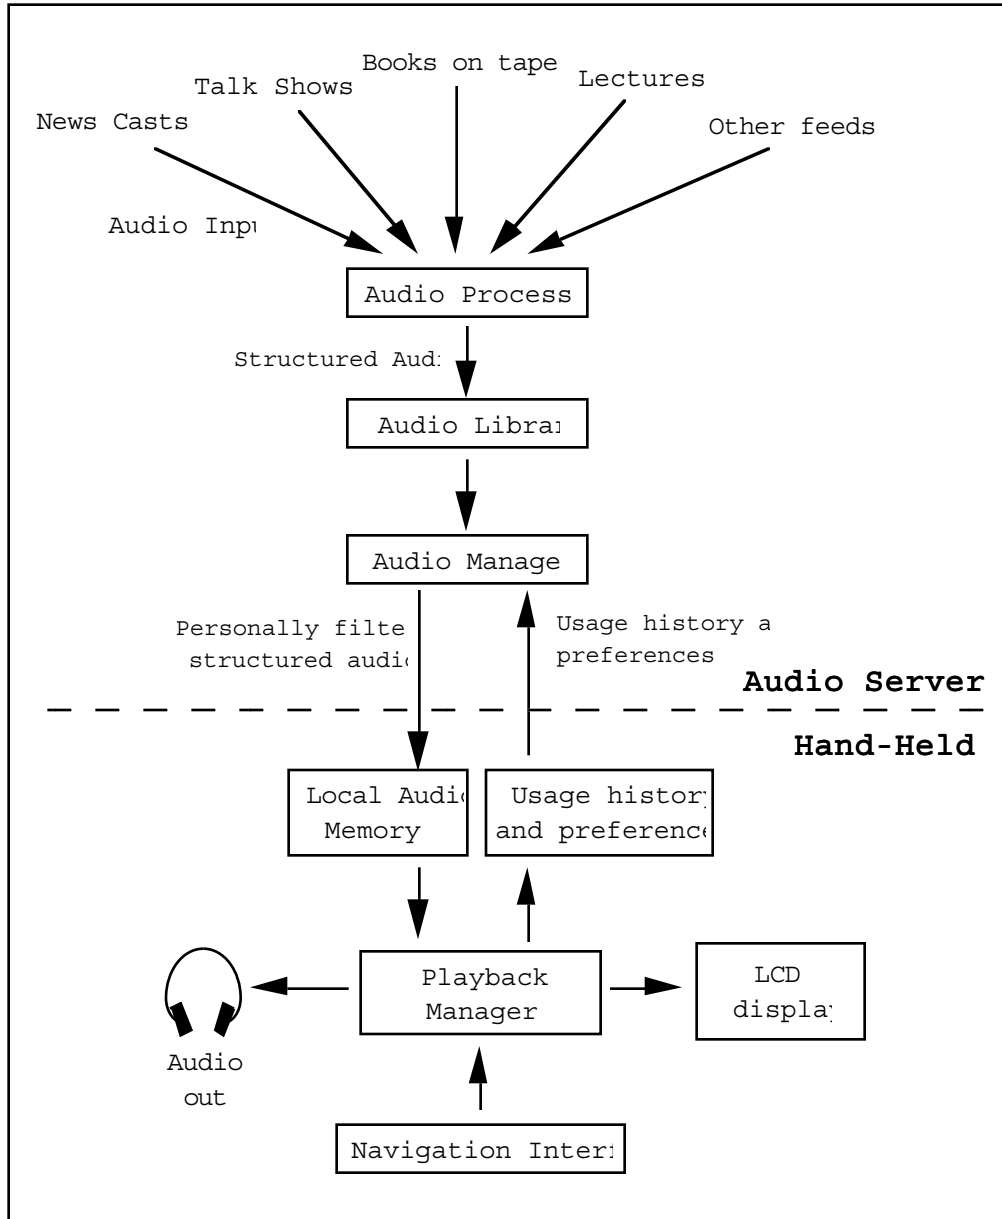 Books on tape
Lectures
Talk Shows
News Casts
Other feeds
Audio Inpu
Audio Process
Structured Aud
Audio Libra
Audio Manage
Personally filte
structured audi
Usage history a
preferences
Audio Server
Hand-Held
Local Audi
Memory
Usage histor
and preference
Playback
Manager
LCD
displa
Audio
out
Navigation Inter